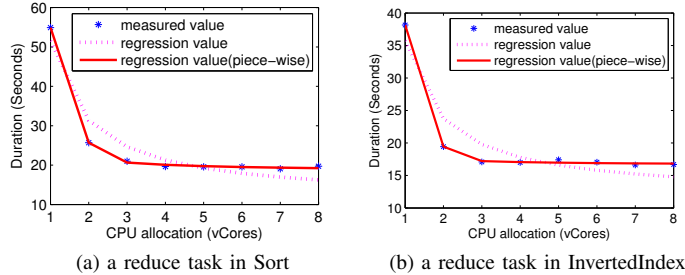 60
50
40
30
20
10
Duration (Seconds)
measured value
regression value
regression value(piece−wise)
1 2 3 4 5 6 7 8
CPU allocation (vCores)
(a) a reduce task in Sort
40
35
30
25
20
15
10
Duration (Seconds)
measured value
regression value
regression value(piece−wise)
1 2 3 4 5 6 7 8
CPU allocation (vCores)
(b) a reduce task in InvertedIndex